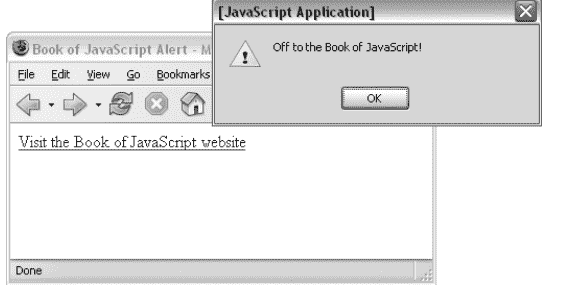 [JavaScript Application]
Off to the Book of JavaScript!
OK
Book of JavaScript Alert - M
File Edit View Go Bookmarks
Visit the Book of JavaScript website
Done